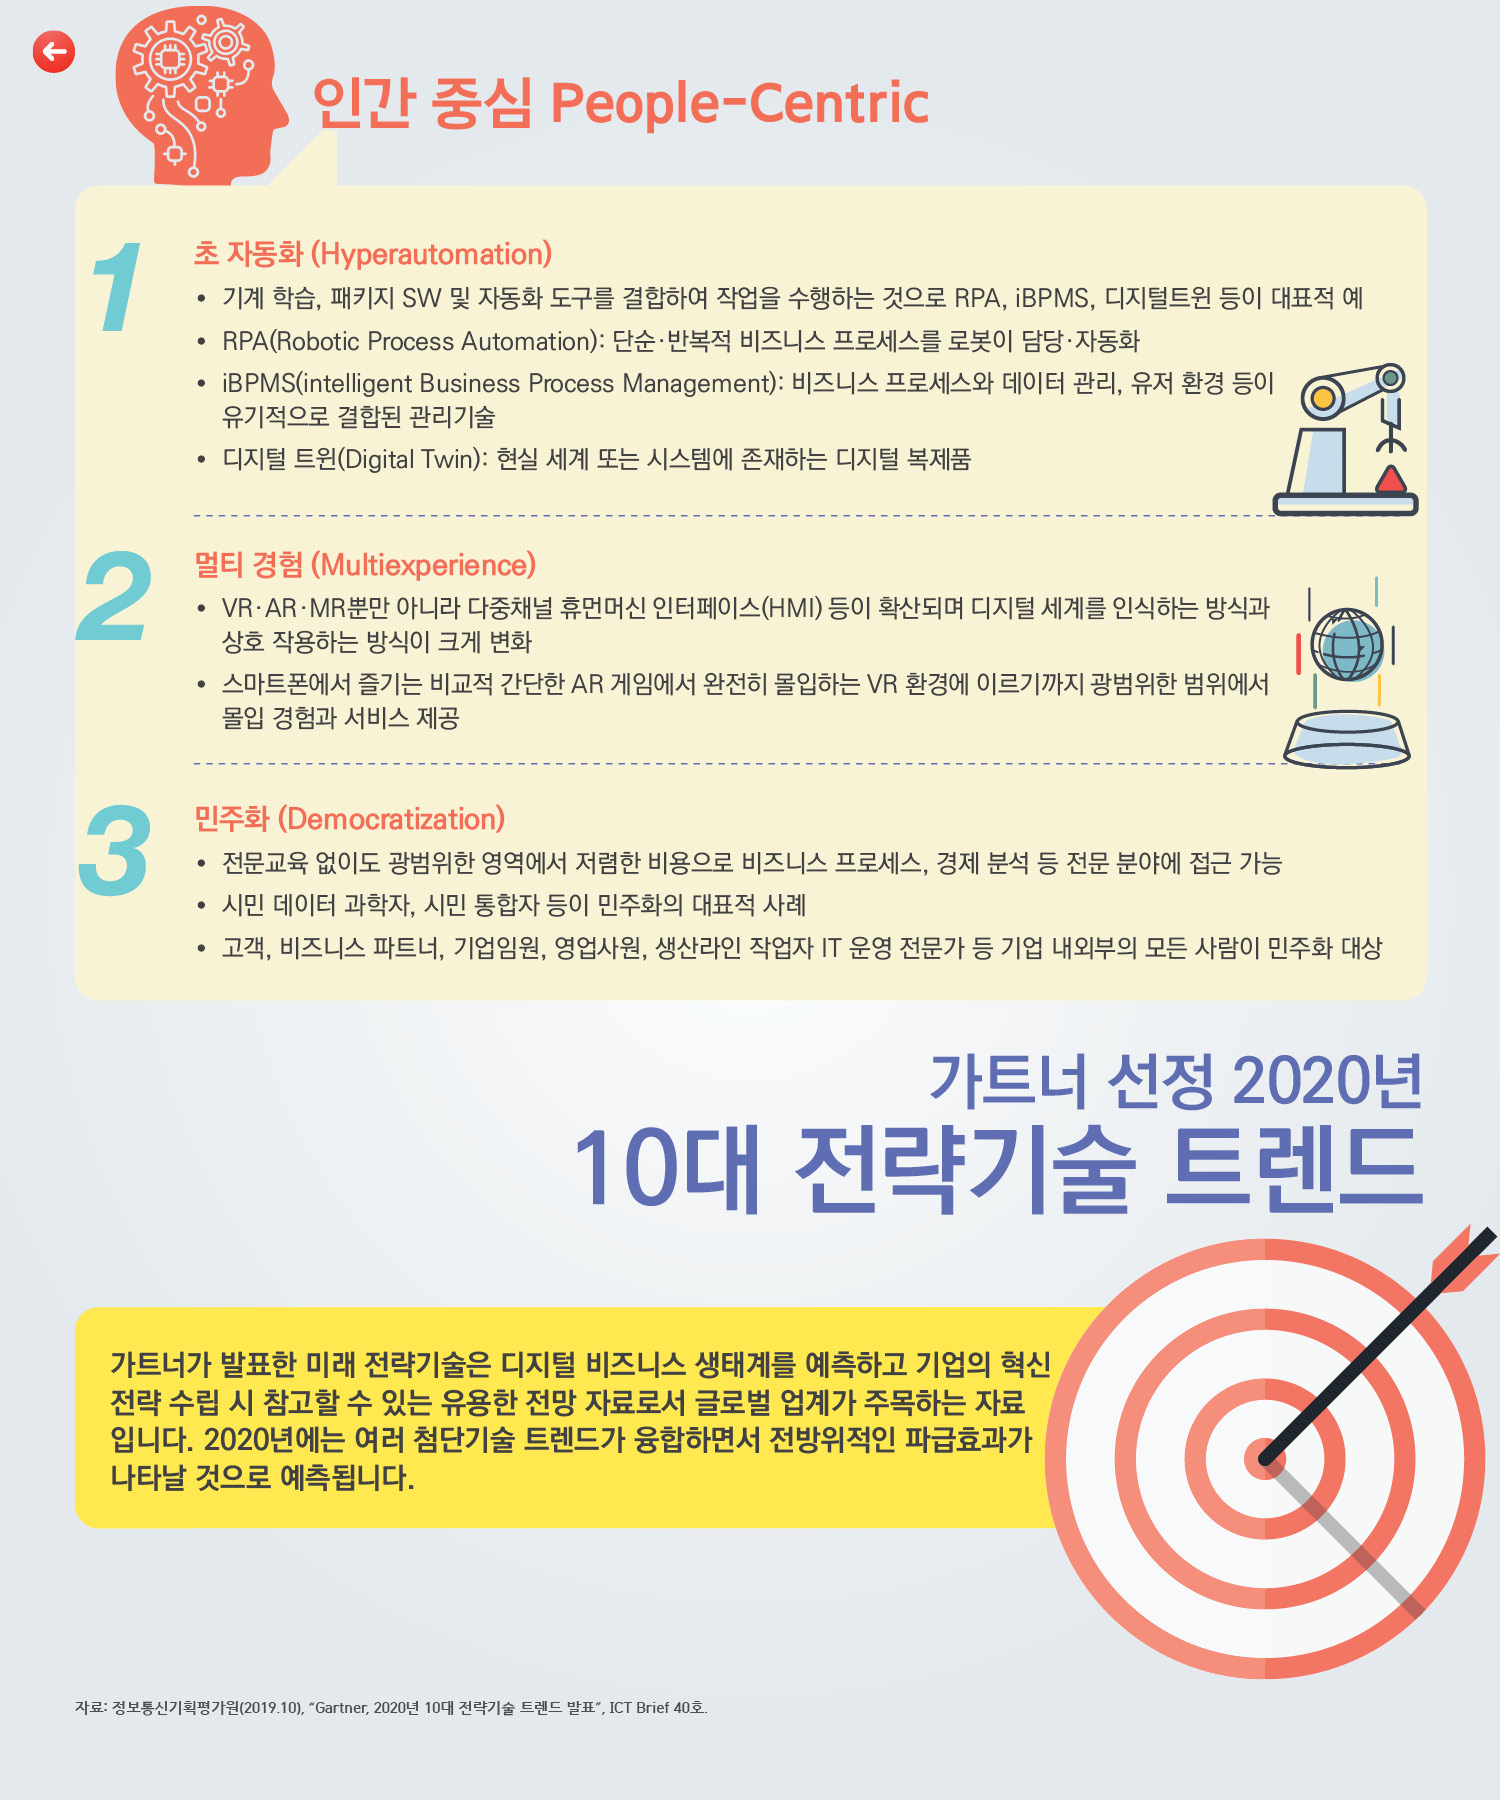 인간 중심 People-Centric
1
초 자동화 (Hyperautomation)
• 기계 학습, 패키지 SW 및 자동화 도구를 결합하여 작업을 수행하는 것으로 RPA, iBPMS, 디지털트윈 등이 대표적 예
• RPA(Robotic Process Automation): 단순·반복적 비즈니스 프로세스를 로봇이 담당·자동화
• iBPMS(intelligent Business Process Management): 비즈니스 프로세스와 데이터 관리, 유저 환경 등이
유기적으로 결합된 관리기술
• 디지털 트윈(Digital Twin): 현실 세계 또는 시스템에 존재하는 디지털 복제품
2
멀티 경험 (Multiexperience)
• VR·AR·MR뿐만 아니라 다중채널 휴먼머신 인터페이스(HMI) 등이 확산되며 디지털 세계를 인식하는 방식과
상호 작용하는 방식이 크게 변화
• 스마트폰에서 즐기는 비교적 간단한 AR 게임에서 완전히 몰입하는 VR 환경에 이르기까지 광범위한 범위에서
몰입 경험과 서비스 제공
3
민주화 (Democratization)
• 전문교육 없이도 광범위한 영역에서 저렴한 비용으로 비즈니스 프로세스, 경제 분석 등 전문 분야에 접근 가능
• 시민 데이터 과학자, 시민 통합자 등이 민주화의 대표적 사례
• 고객, 비즈니스 파트너, 기업임원, 영업사원, 생산라인 작업자 IT 운영 전문가 등 기업 내외부의 모든 사람이 민주화 대상
가트너 선정 2020년
10대 전략기술 트렌드
가트너가 발표한 미래 전략기술은 디지털 비즈니스 생태계를 예측하고 기업의 혁신
전략 수립 시 참고할 수 있는 유용한 전망 자료로서 글로벌 업계가 주목하는 자료
입니다. 2020년에는 여러 첨단기술 트렌드가 융합하면서 전방위적인 파급효과가
나타날 것으로 예측됩니다.
자료: 정보통신기획평가원(2019.10), “Gartner, 2020년 10대 전략기술 트렌드 발표”, ICT Brief 40호.